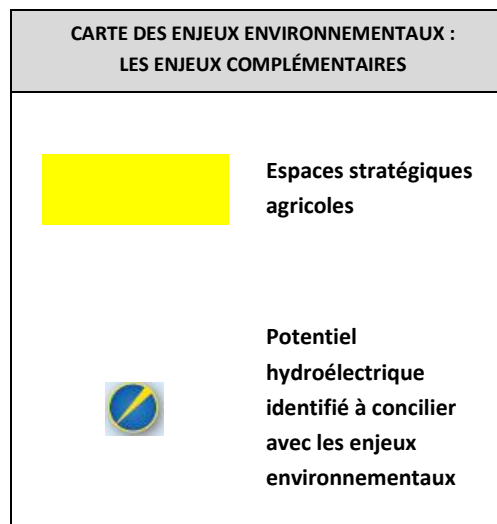 CARTE DES ENJEUX ENVIRONNEMENTAUX :
LES ENJEUX COMPLÉMENTAIRES
Espaces stratégiques
agricoles
Potentiel
hydroélectrique
identifié à concilier
avec les enjeux
environnementaux